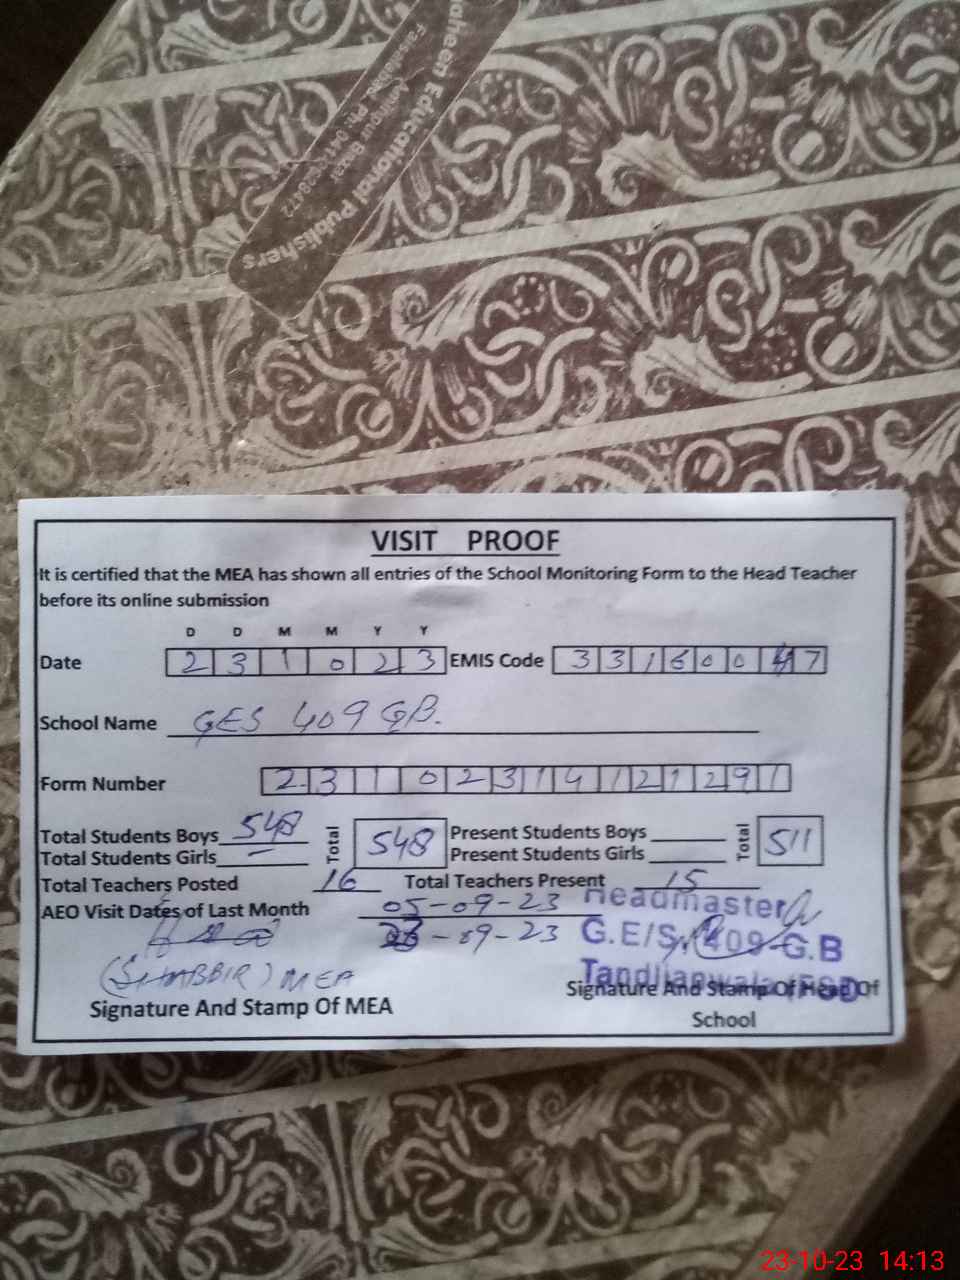 Educational Publishers
VISIT PROOF
It is certified that the MEA has shown all entries of the School Monitoring Form to the Head Teacher
before its online submission
D D M M Y Y
Date 2 3 1 0 2 3 EMIS Code 3 3 1 6 0 0 4 7
School Name GES 409 GB.
Form Number 2 3 1 1 0 2 3 1 4 1 2 1 2 9 1
Total Students Boys 548 Total 548 Present Students Boys Total 511
Total Students Girls — Present Students Girls
Total Teachers Posted 16 Total Teachers Present 15
AEO Visit Dates of Last Month 05-09-23
-09-23
Headmaster
G.E/S, 409-G.B
Tandlianwala
(SHABBIR) MEA
Signature And Stamp Of MEA
Signature And Stamp Of Head Of
School
23-10-23 14:13